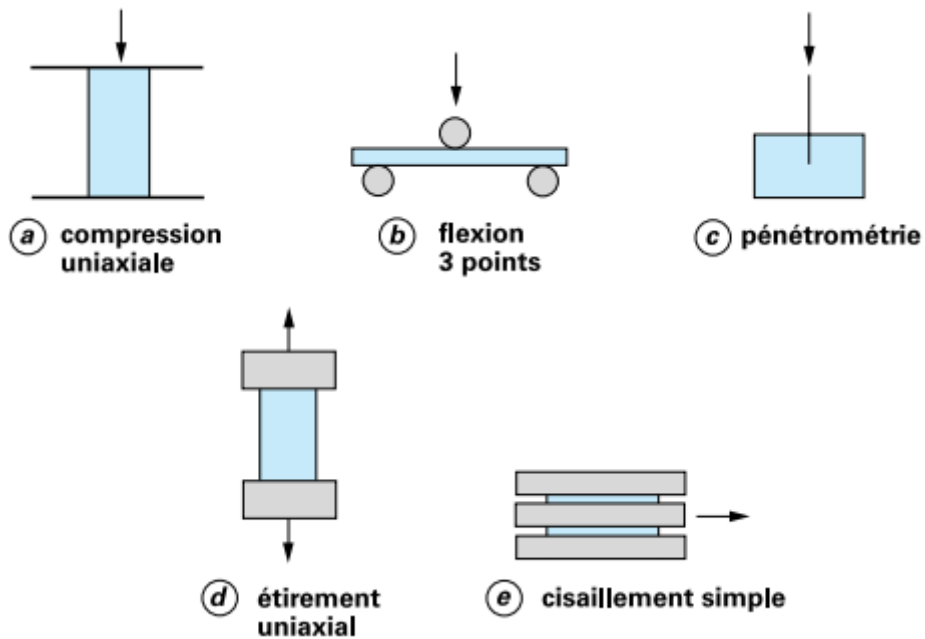 a compression
uniaxiale
b flexion
3 points
c pénétrométrie
d étirement
uniaxial
e cisaillement simple